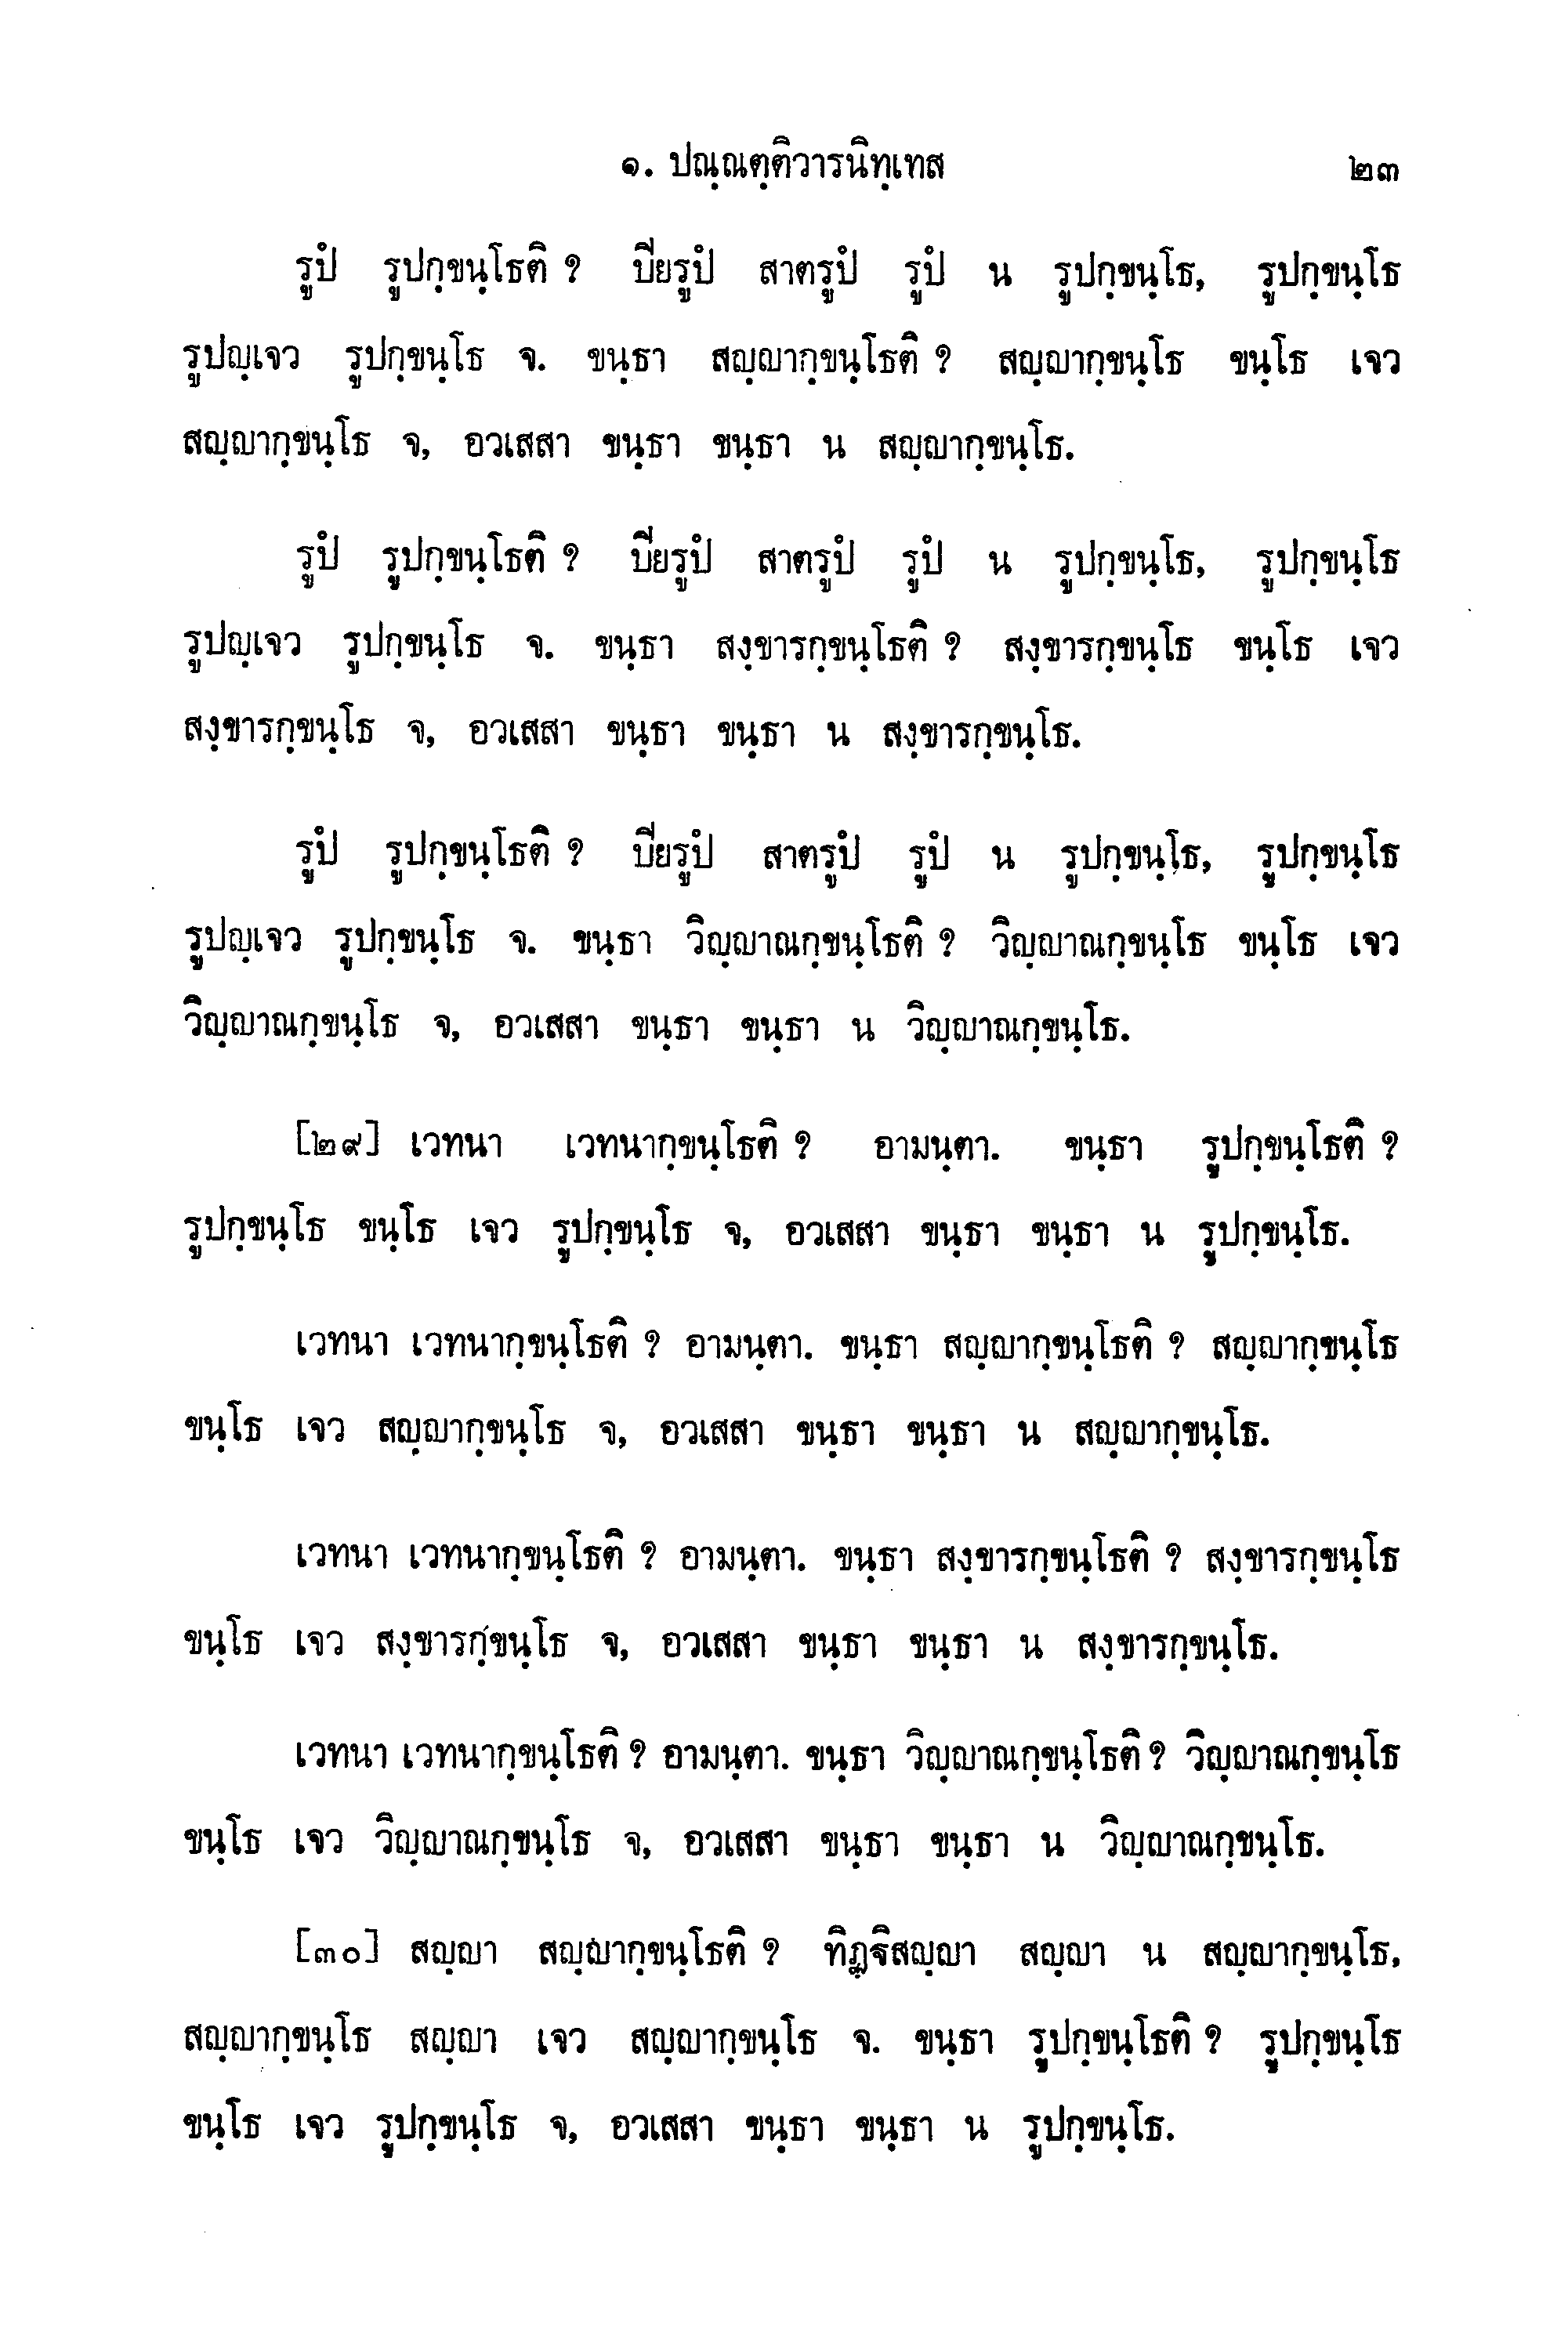 ๑. ปณฺณตฺติวารนิทฺเทส ๒๓
รูปํ รูปกฺขนฺโธติ ? ปิยรูปํ สาตรูปํ รูปํ น รูปกฺขนฺโธ, รูปกฺขนฺโธ
รูปญฺเจว รูปกฺขนฺโธ จ. ขนฺธา สญฺญากฺขนฺโธติ ? สญฺญากฺขนฺโธ ขนฺโธ เจว
สญฺญากฺขนฺโธ จ, อวเสสา ขนฺธา ขนฺธา น สญฺญากฺขนฺโธ.
รูปํ รูปกฺขนฺโธติ ? ปิยรูปํ สาตรูปํ รูปํ น รูปกฺขนฺโธ, รูปกฺขนฺโธ
รูปญฺเจว รูปกฺขนฺโธ จ. ขนฺธา สงฺขารกฺขนฺโธติ ? สงฺขารกฺขนฺโธ ขนฺโธ เจว
สงฺขารกฺขนฺโธ จ, อวเสสา ขนฺธา ขนฺธา น สงฺขารกฺขนฺโธ.
รูปํ รูปกฺขนฺโธติ ? ปิยรูปํ สาตรูปํ รูปํ น รูปกฺขนฺโธ, รูปกฺขนฺโธ
รูปญฺเจว รูปกฺขนฺโธ จ. ขนฺธา วิญฺญาณกฺขนฺโธติ ? วิญฺญาณกฺขนฺโธ ขนฺโธ เจว
วิญฺญาณกฺขนฺโธ จ, อวเสสา ขนฺธา ขนฺธา น วิญฺญาณกฺขนฺโธ.
[๒๙] เวทนา เวทนากฺขนฺโธติ ? อามนฺตา. ขนฺธา รูปกฺขนฺโธติ ?
รูปกฺขนฺโธ ขนฺโธ เจว รูปกฺขนฺโธ จ, อวเสสา ขนฺธา ขนฺธา น รูปกฺขนฺโธ.
เวทนา เวทนากฺขนฺโธติ ? อามนฺตา. ขนฺธา สญฺญากฺขนฺโธติ ? สญฺญากฺขนฺโธ
ขนฺโธ เจว สญฺญากฺขนฺโธ จ, อวเสสา ขนฺธา ขนฺธา น สญฺญากฺขนฺโธ.
เวทนา เวทนากฺขนฺโธติ ? อามนฺตา. ขนฺธา สงฺขารกฺขนฺโธติ ? สงฺขารกฺขนฺโธ
ขนฺโธ เจว สงฺขารกฺขนฺโธ จ, อวเสสา ขนฺธา ขนฺธา น สงฺขารกฺขนฺโธ.
เวทนา เวทนากฺขนฺโธติ ? อามนฺตา. ขนฺธา วิญฺญาณกฺขนฺโธติ ? วิญฺญาณกฺขนฺโธ
ขนฺโธ เจว วิญฺญาณกฺขนฺโธ จ, อวเสสา ขนฺธา ขนฺธา น วิญฺญาณกฺขนฺโธ.
[๓๐] สญฺญา สญฺญากฺขนฺโธติ ? ทิฏฺฐิสญฺญา สญฺญา น สญฺญากฺขนฺโธ,
สญฺญากฺขนฺโธ สญฺญา เจว สญฺญากฺขนฺโธ จ. ขนฺธา รูปกฺขนฺโธติ ? รูปกฺขนฺโธ
ขนฺโธ เจว รูปกฺขนฺโธ จ, อวเสสา ขนฺธา ขนฺธา น รูปกฺขนฺโธ.